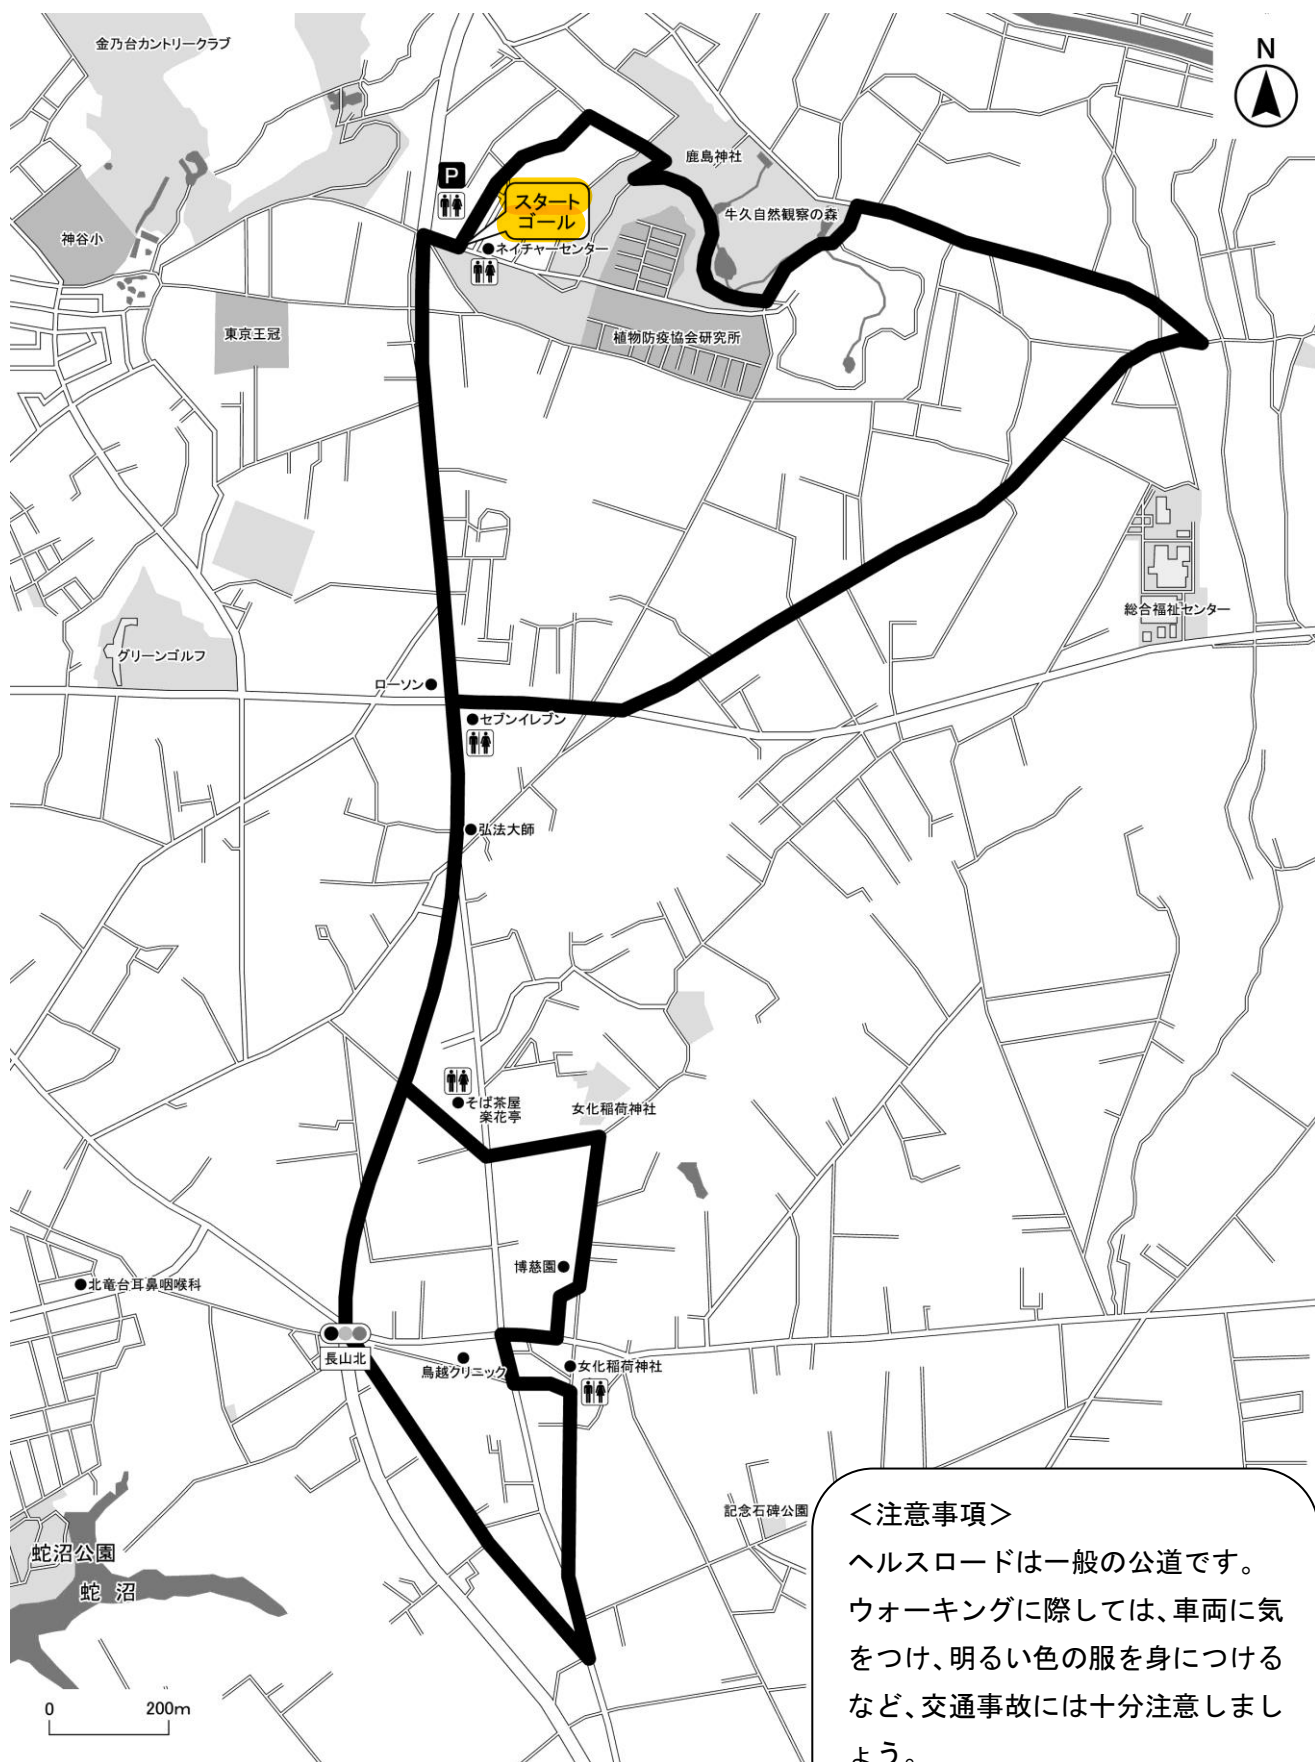 金乃台カントリークラブ
N
鹿島神社
P
スタート
ゴール
牛久自然観察の森
神谷小
ネイチャーセンター
東京王冠
植物防疫協会研究所
総合福祉センター
グリーンゴルフ
ローソン
セブンイレブン
弘法大師
そば茶屋
楽花亭
女化稲荷神社
博慈園
北竜台耳鼻咽喉科
長山北
鳥越クリニック
女化稲荷神社
記念石碑公園
蛇沼公園
蛇 沼
0 200m
<注意事項>
ヘルスロードは一般の公道です。
ウォーキングに際しては、車両に気
をつけ、明るい色の服を身につける
など、交通事故には十分注意しまし
ょう。